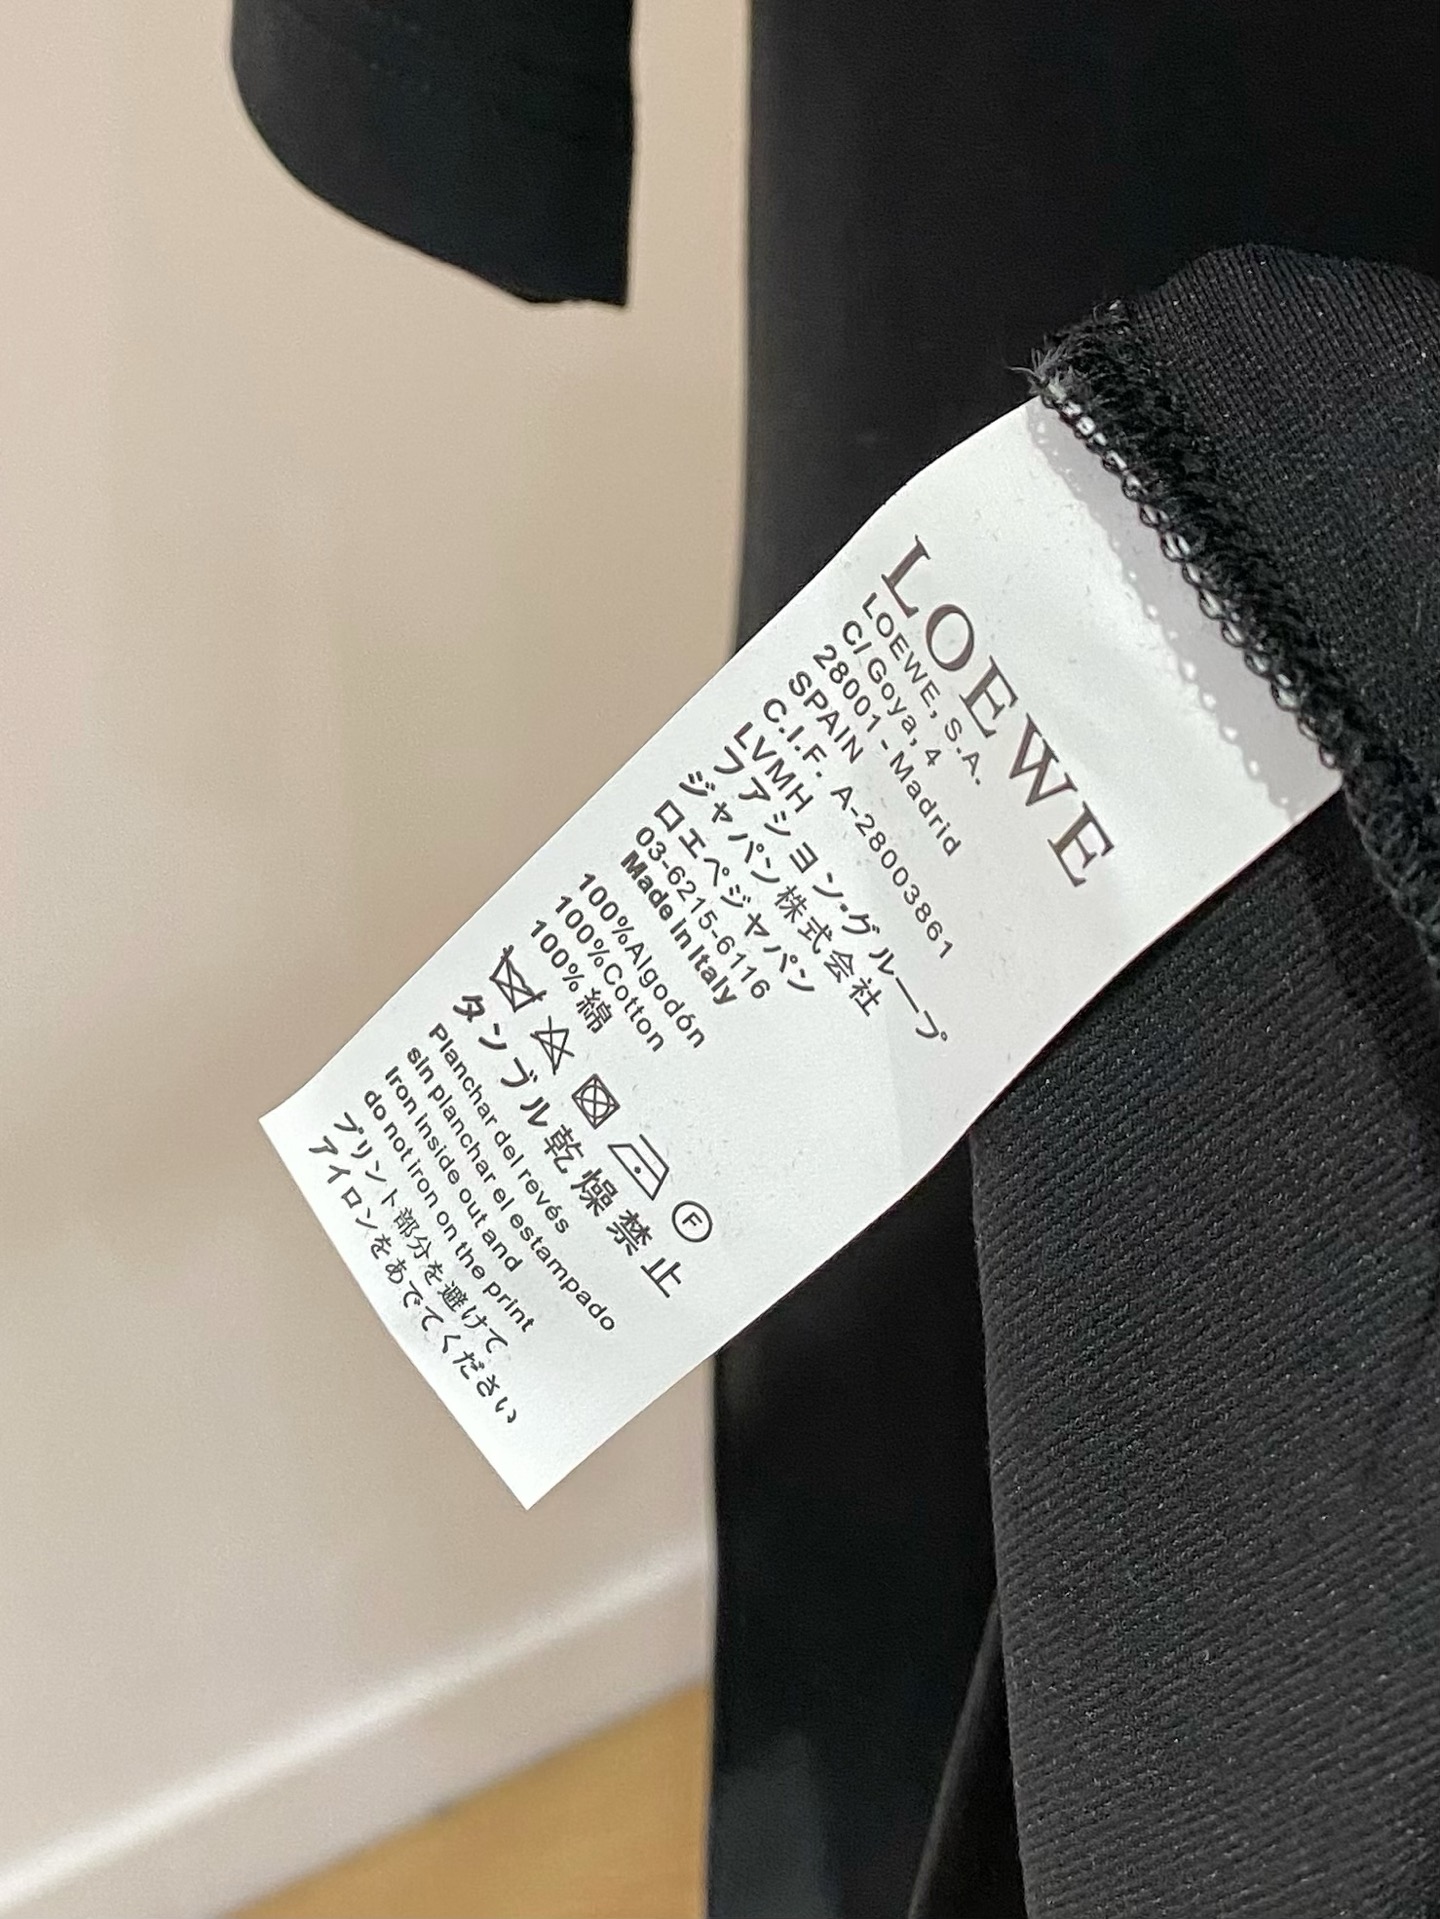 LOEWE
LOEWE, S.A.
C/ Goya, 4
28001 - Madrid
SPAIN
C.I.F. A-28003861
LVMH
ファション・グループ
ジャパン株式会社
ロエベジャパン
03-6215-6116
Made in Italy
100%Algodón
100%Cotton
100%綿
F
タンブル乾燥禁止
Planchar del revés
sin planchar el estampado
Iron inside out and
do not iron on the print
プリント部分を避けて
アイロンをあでてください